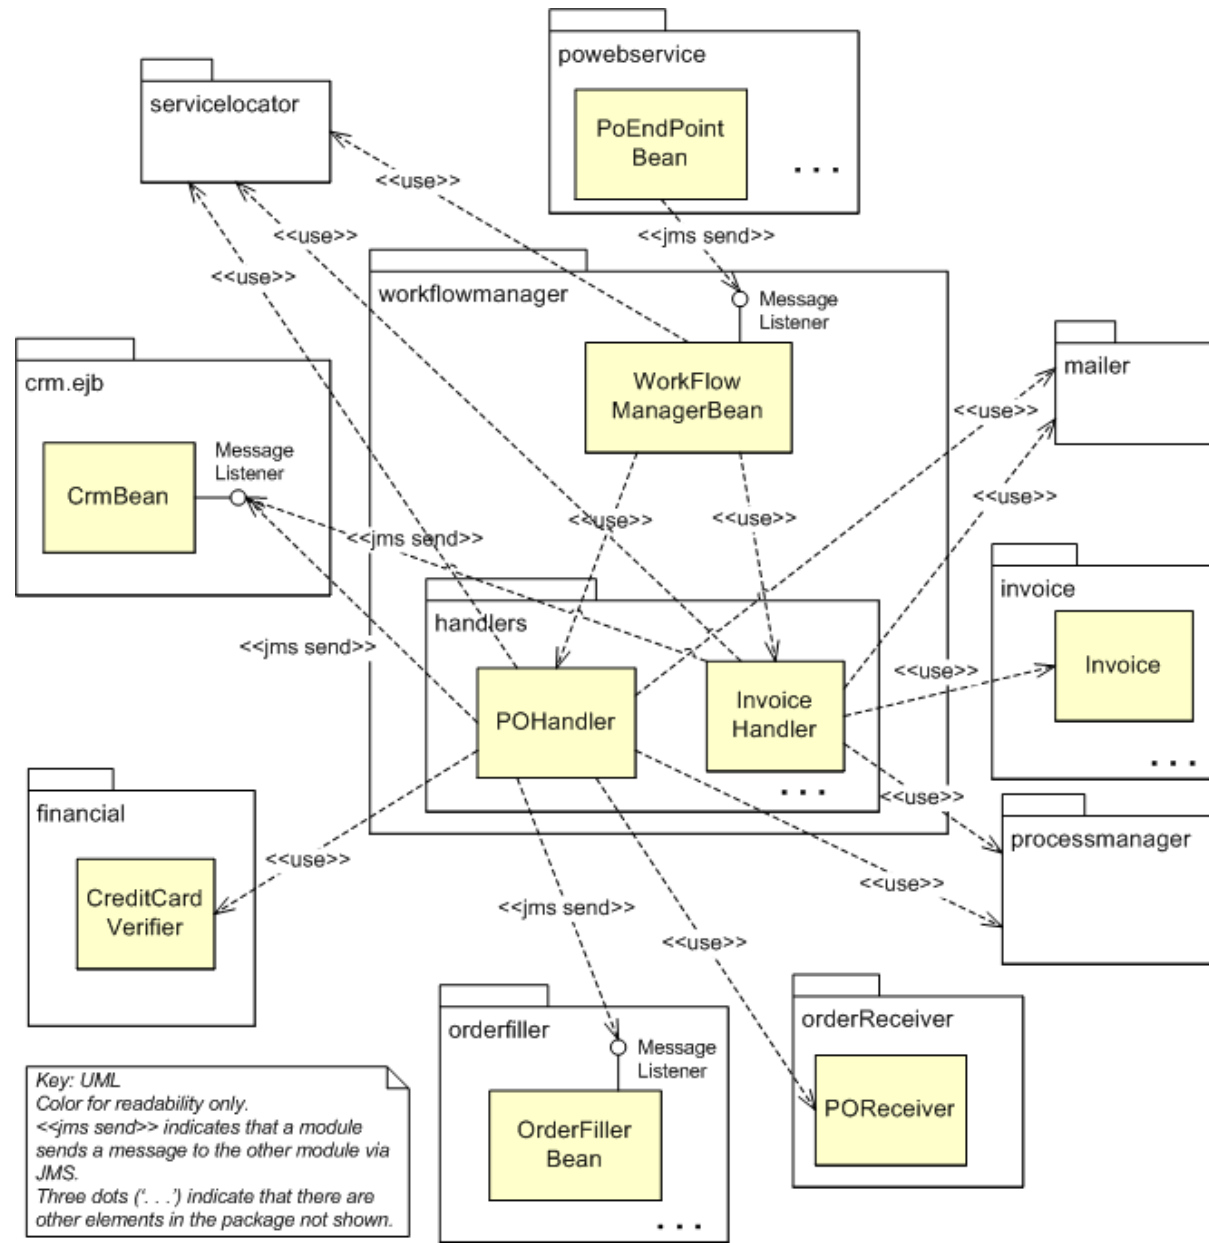 powebservice
PoEndPoint
Bean
. . .
servicelocator
<<use>>
<<use>>
<<use>>
<<jms send>>
workflowmanager
Message
Listener
WorkFlow
ManagerBean
mailer
<<use>>
<<use>>
crm.ejb
Message
Listener
CrmBean
<<jms send>>
<<use>>
<<use>>
<<jms send>>
handlers
POHandler
Invoice
Handler
. . .
invoice
Invoice
. . .
<<use>>
<<use>>
processmanager
<<use>>
financial
CreditCard
Verifier
<<use>>
<<jms send>>
<<use>>
orderfiller
Message
Listener
OrderFiller
Bean
. . .
orderReceiver
POReceiver
Key: UML
Color for readability only.
<<jms send>> indicates that a module
sends a message to the other module via
JMS.
Three dots ('. . .') indicate that there are
other elements in the package not shown.